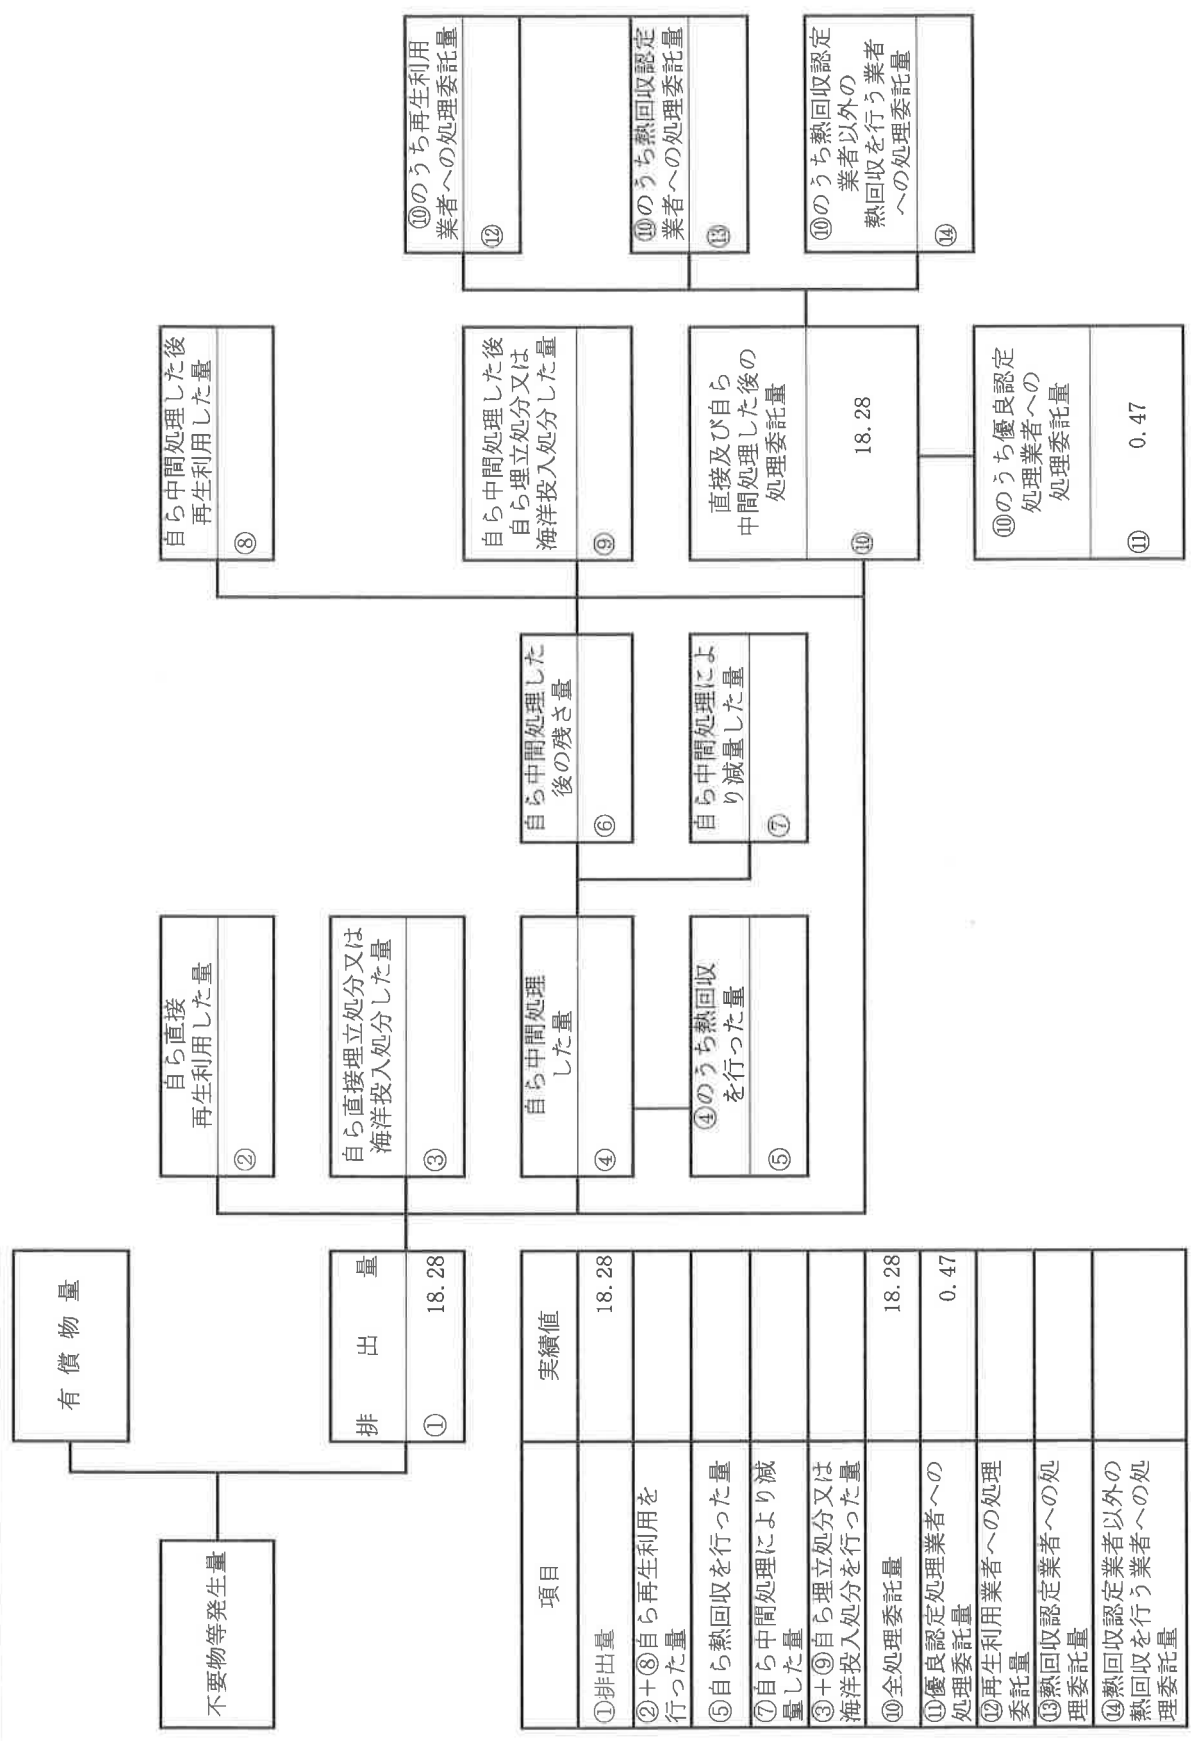 不要物等発生量
有償物量
排出量
① 18.28
自ら直接
再生利用した量
②
自ら直接埋立処分又は
海洋投入処分した量
③
自ら中間処理
した量
④
④のうち熱回収
を行った量
⑤
自ら中間処理した
後の残さ量
⑥
自ら中間処理によ
り減量した量
⑦
自ら中間処理した後
再生利用した量
⑧
自ら中間処理した後
自ら埋立処分又は
海洋投入処分した量
⑨
直接及び自ら
中間処理した後の
処理委託量
⑩ 18.28
⑩のうち優良認定
処理業者への
処理委託量
⑪ 0.47
⑩のうち再生利用
業者への処理委託量
⑫
⑩のうち熱回収認定
業者への処理委託量
⑬
⑩のうち熱回収認定
業者以外の
熱回収を行う業者
への処理委託量
⑭
項目 実績値
①排出量 18.28
②+⑧自ら再生利用を
行った量
⑤自ら熱回収を行った量
⑦自ら中間処理により減
量した量
③+⑨自ら埋立処分又は
海洋投入処分を行った量
⑩全処理委託量 18.28
⑪優良認定処理業者への
処理委託量 0.47
⑫再生利用業者への処理
委託量
⑬熱回収認定業者への処
理委託量
⑭熱回収認定業者以外の
熱回収を行う業者への処
理委託量